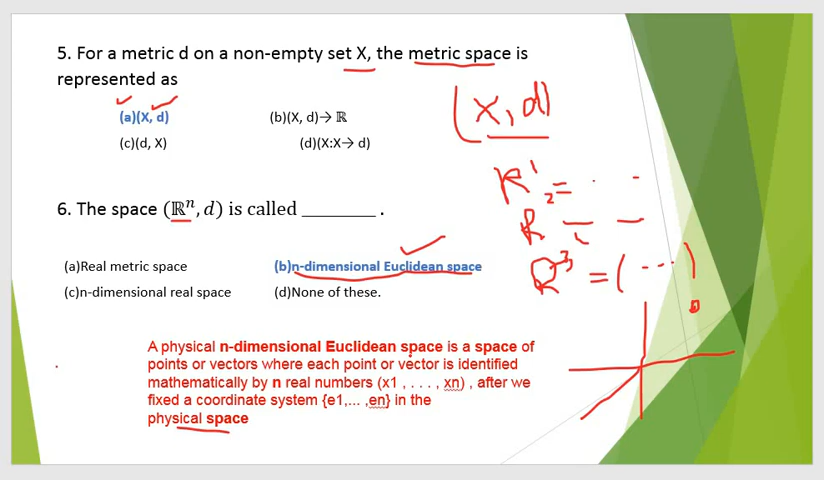 5. For a metric d on a non-empty set X, the metric space is
represented as
(a)(X, d) (b)(X, d)→ ℝ
(c)(d, X) (d)(X:X→ d)
(X, d)
6. The space (ℝⁿ, d) is called ________ .
R¹ =
R²
R³ = (...)
(a)Real metric space (b)n-dimensional Euclidean space
(c)n-dimensional real space (d)None of these.
A physical n-dimensional Euclidean space is a space of
points or vectors where each point or vector is identified
mathematically by n real numbers (x1 , . . . , xn) , after we
fixed a coordinate system {e1,... ,en} in the
physical space